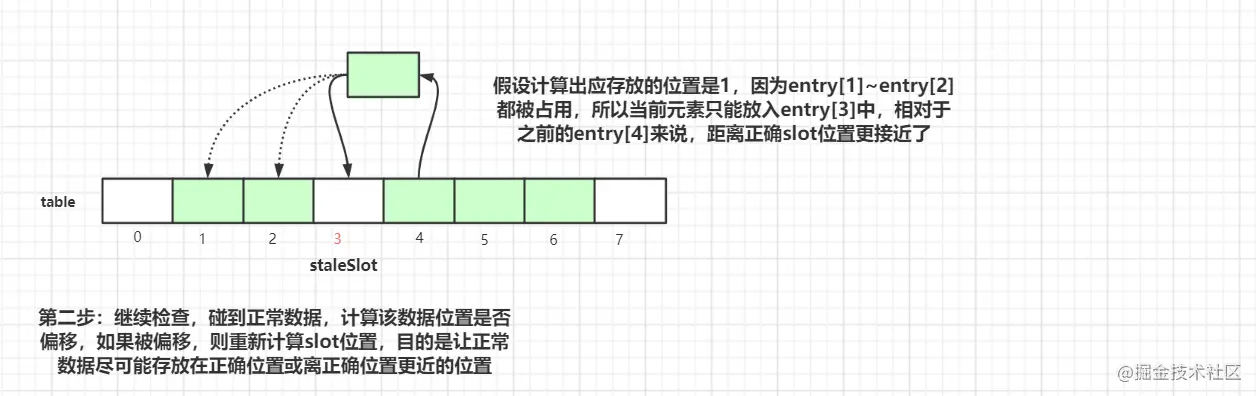 假设计算出应存放的位置是1，因为entry[1]~entry[2]
都被占用，所以当前元素只能放入entry[3]中，相对于
之前的entry[4]来说，距离正确slot位置更接近了
table
0 1 2 3 4 5 6 7
staleSlot
第二步：继续检查，碰到正常数据，计算该数据位置是否
偏移，如果被偏移，则重新计算slot位置，目的是让正常
数据尽可能存放在正确位置或离正确位置更近的位置
@掘金技术社区